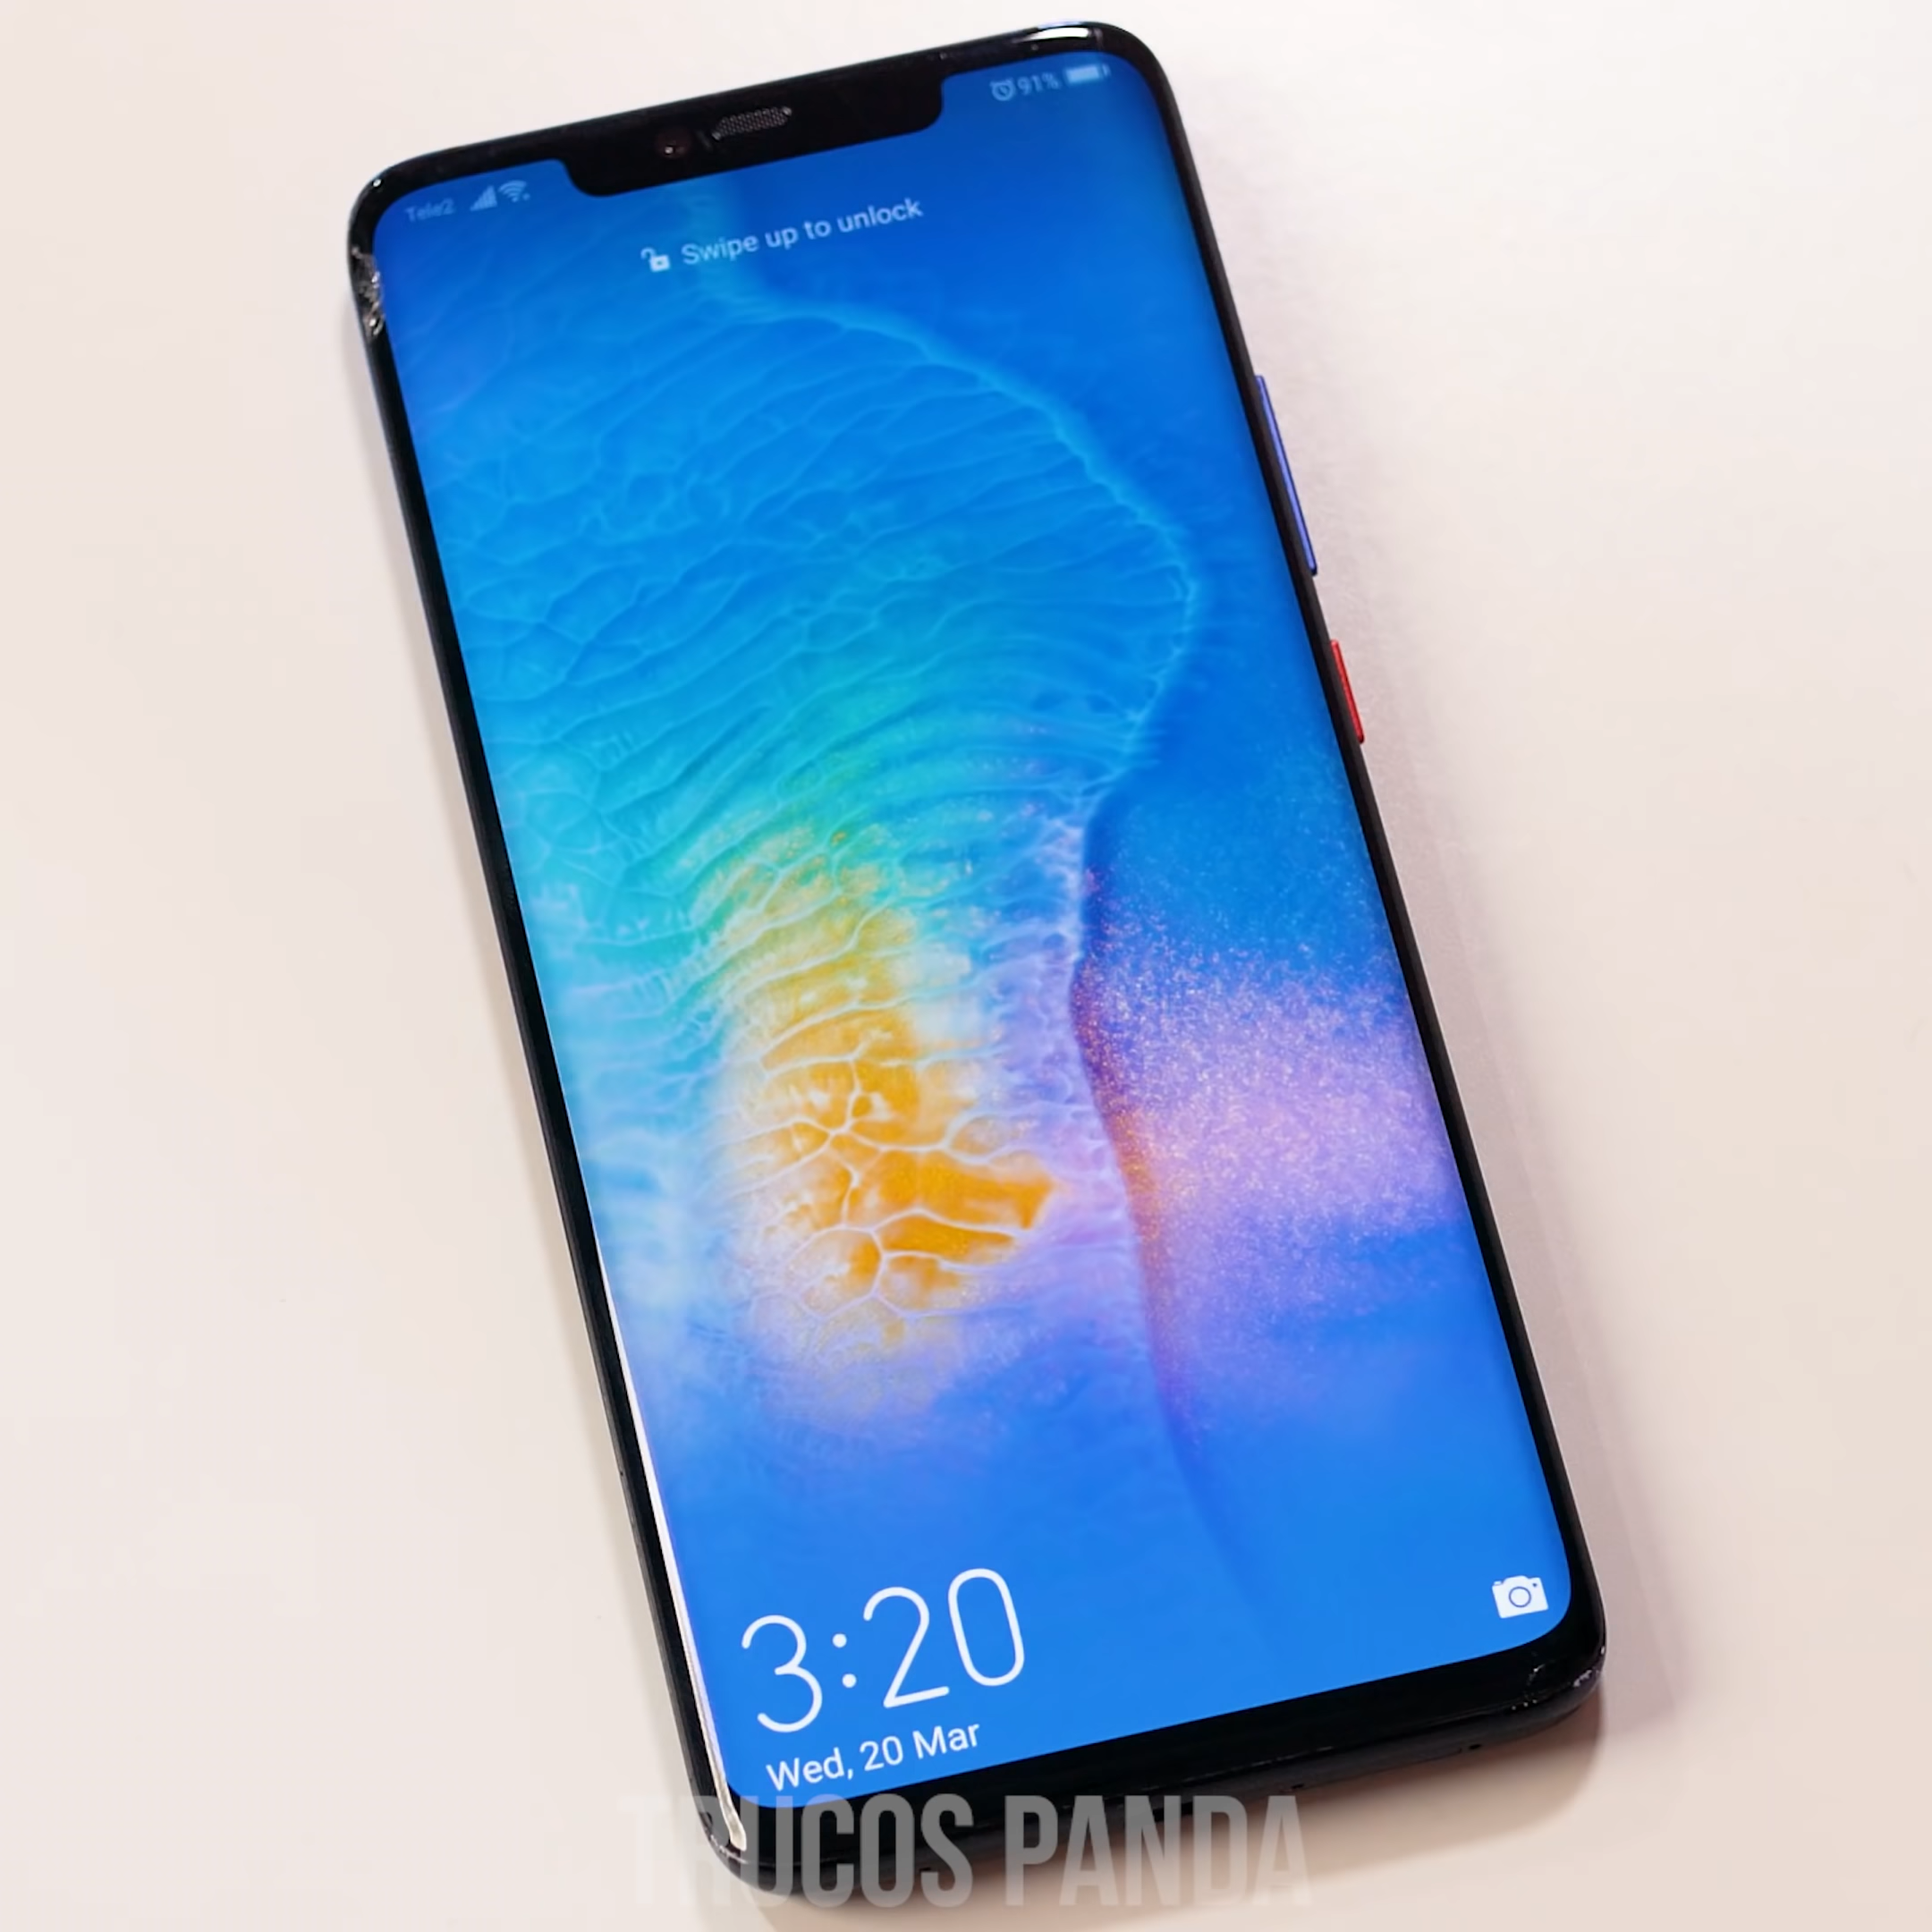 Tele2
91%
Swipe up to unlock
3:20
Wed, 20 Mar
TRUCOS PANDA